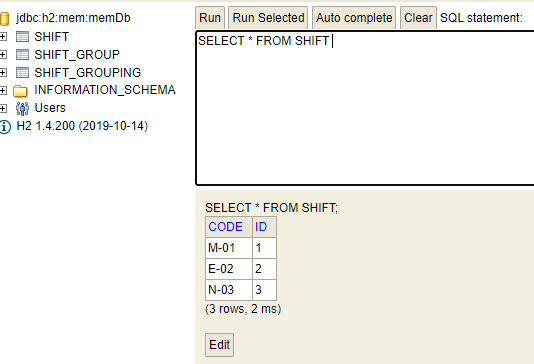 jdbc:h2:mem:memDb
SHIFT
SHIFT_GROUP
SHIFT_GROUPING
INFORMATION_SCHEMA
Users
H2 1.4.200 (2019-10-14)
Run Run Selected Auto complete Clear SQL statement:
SELECT * FROM SHIFT
SELECT * FROM SHIFT;
CODE ID
M-01 1
E-02 2
N-03 3
(3 rows, 2 ms)
Edit